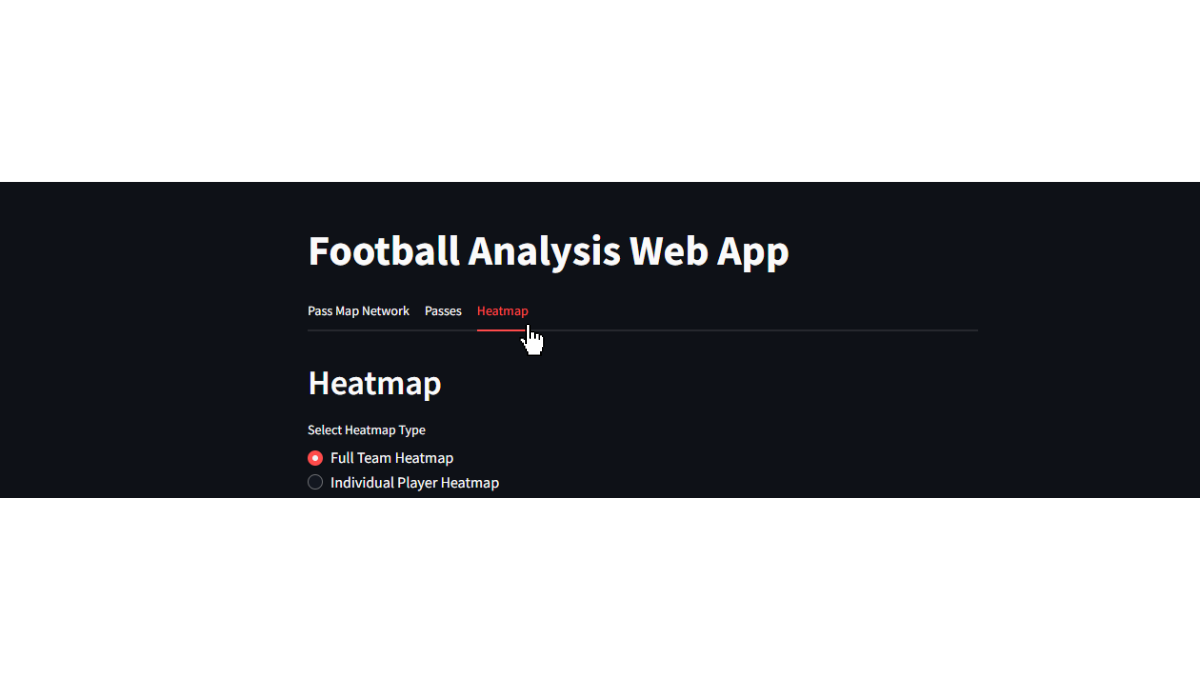 Football Analysis Web App
Pass Map Network Passes Heatmap
Heatmap
Select Heatmap Type
Full Team Heatmap
Individual Player Heatmap